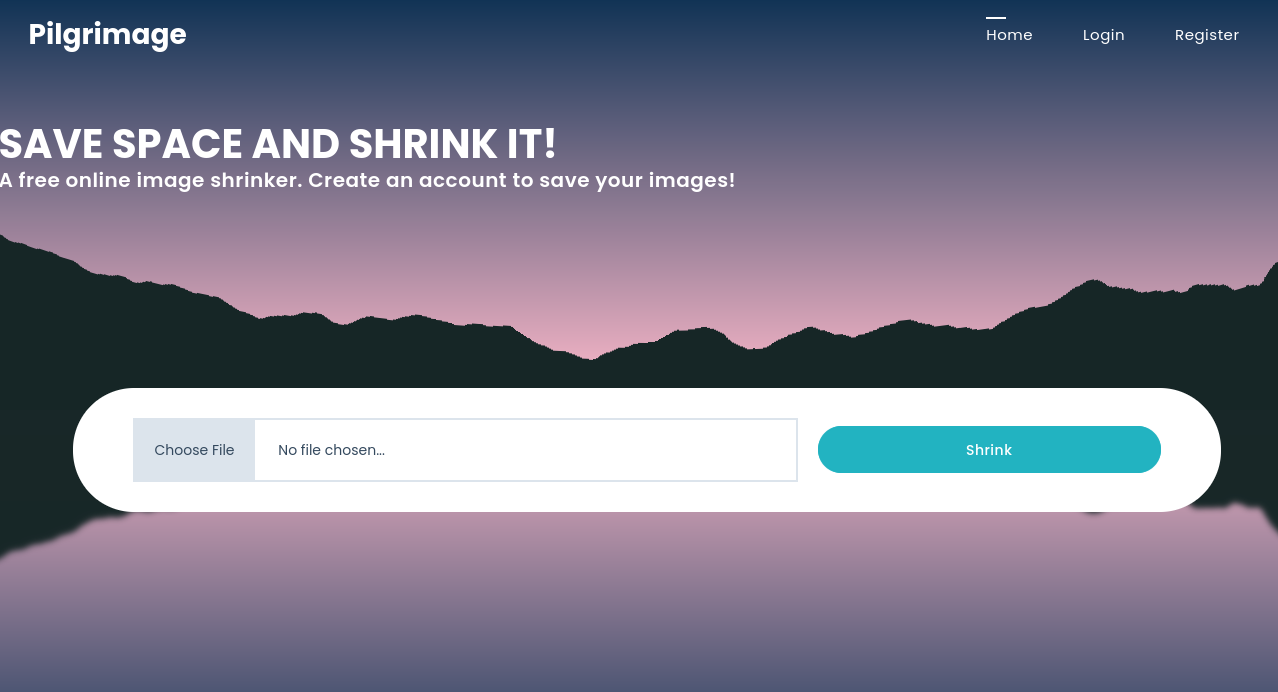 Pilgrimage
Home Login Register
SAVE SPACE AND SHRINK IT!
A free online image shrinker. Create an account to save your images!
Choose File No file chosen... Shrink